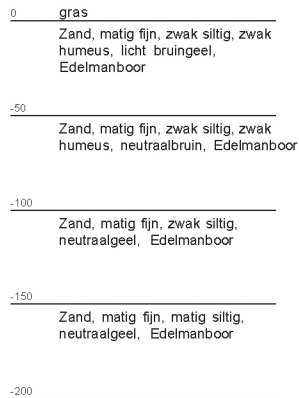 0 gras
Zand, matig fijn, zwak siltig, zwak
humeus, licht bruingeel,
Edelmanboor
-50
Zand, matig fijn, zwak siltig, zwak
humeus, neutraalbruin, Edelmanboor
-100
Zand, matig fijn, zwak siltig,
neutraalgeel, Edelmanboor
-150
Zand, matig fijn, matig siltig,
neutraalgeel, Edelmanboor
-200